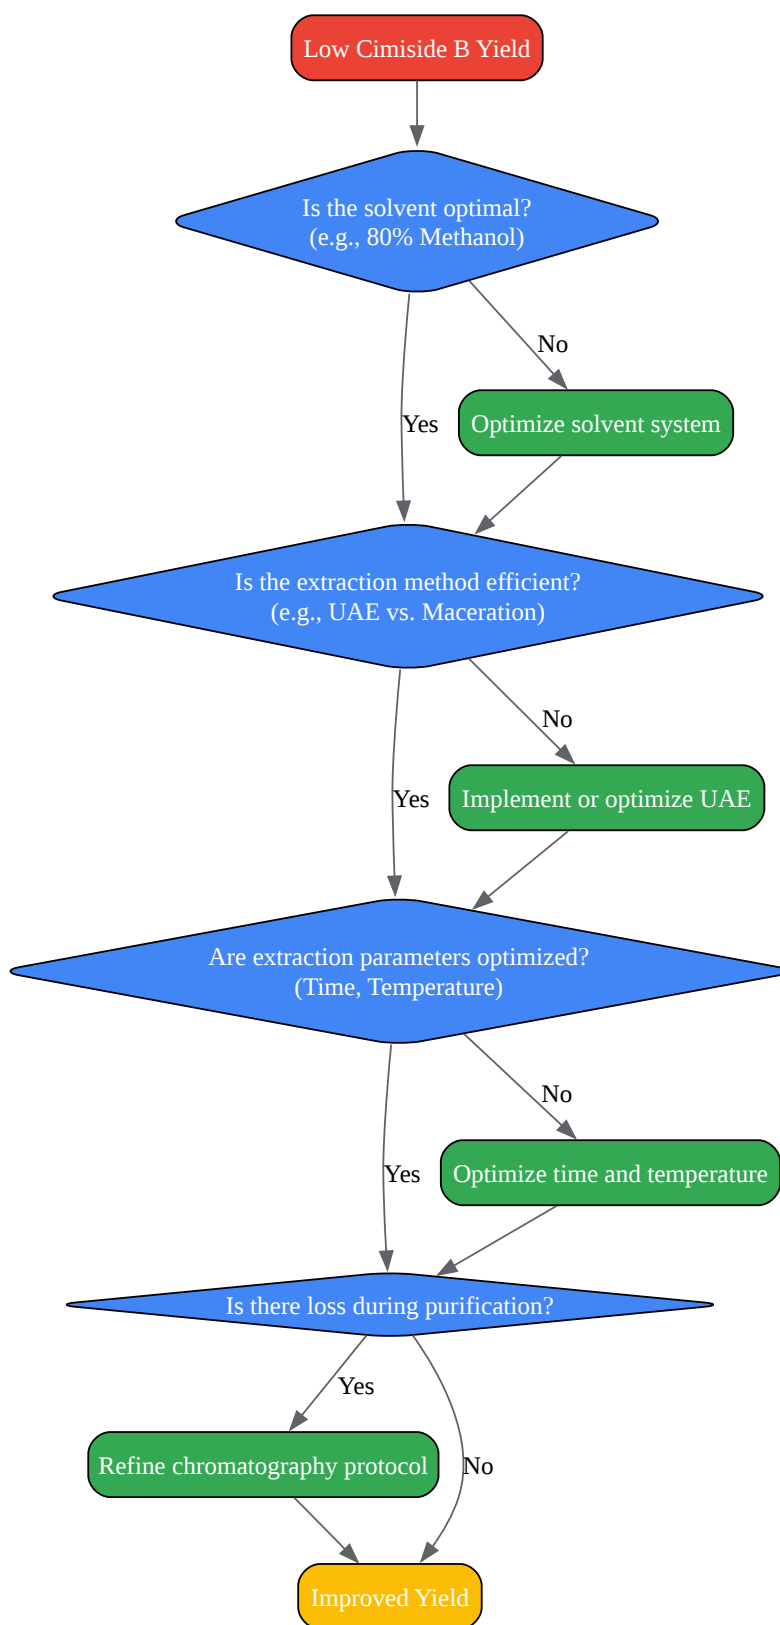 Low Cimiside B Yield
Is the solvent optimal?
(e.g., 80% Methanol)
No
Yes
Optimize solvent system
Is the extraction method efficient?
(e.g., UAE vs. Maceration)
No
Yes
Implement or optimize UAE
Are extraction parameters optimized?
(Time, Temperature)
No
Yes
Optimize time and temperature
Is there loss during purification?
Yes
Refine chromatography protocol
No
Improved Yield